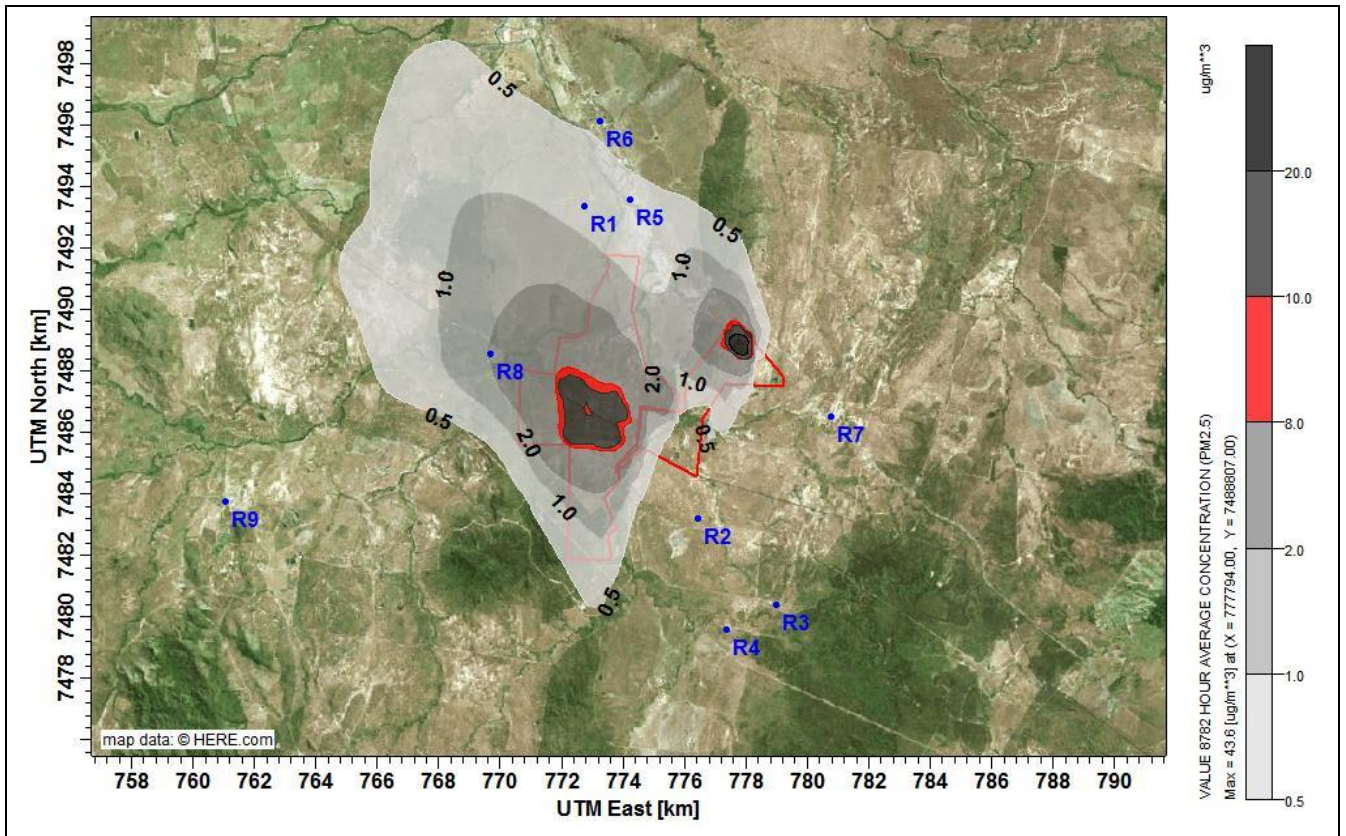 UTM North [km]
7498
7496
7494
7492
7490
7488
7486
7484
7482
7480
7478
758 760 762 764 766 768 770 772 774 776 778 780 782 784 786 788 790
UTM East [km]
0.5
R6
R1
R5
0.5
1.0
1.0
R8
2.0
1.0
0.5
2.0
0.5
R7
1.0
R9
R2
0.5
R3
R4
map data: © HERE.com
VALUE 8782 HOUR AVERAGE CONCENTRATION (PM2.5)
Max = 43,6 [ug/m**3] at (X = 777794.00, Y = 7488807.00)
ug/m**3
20.0
10.0
8.0
2.0
1.0
0.5